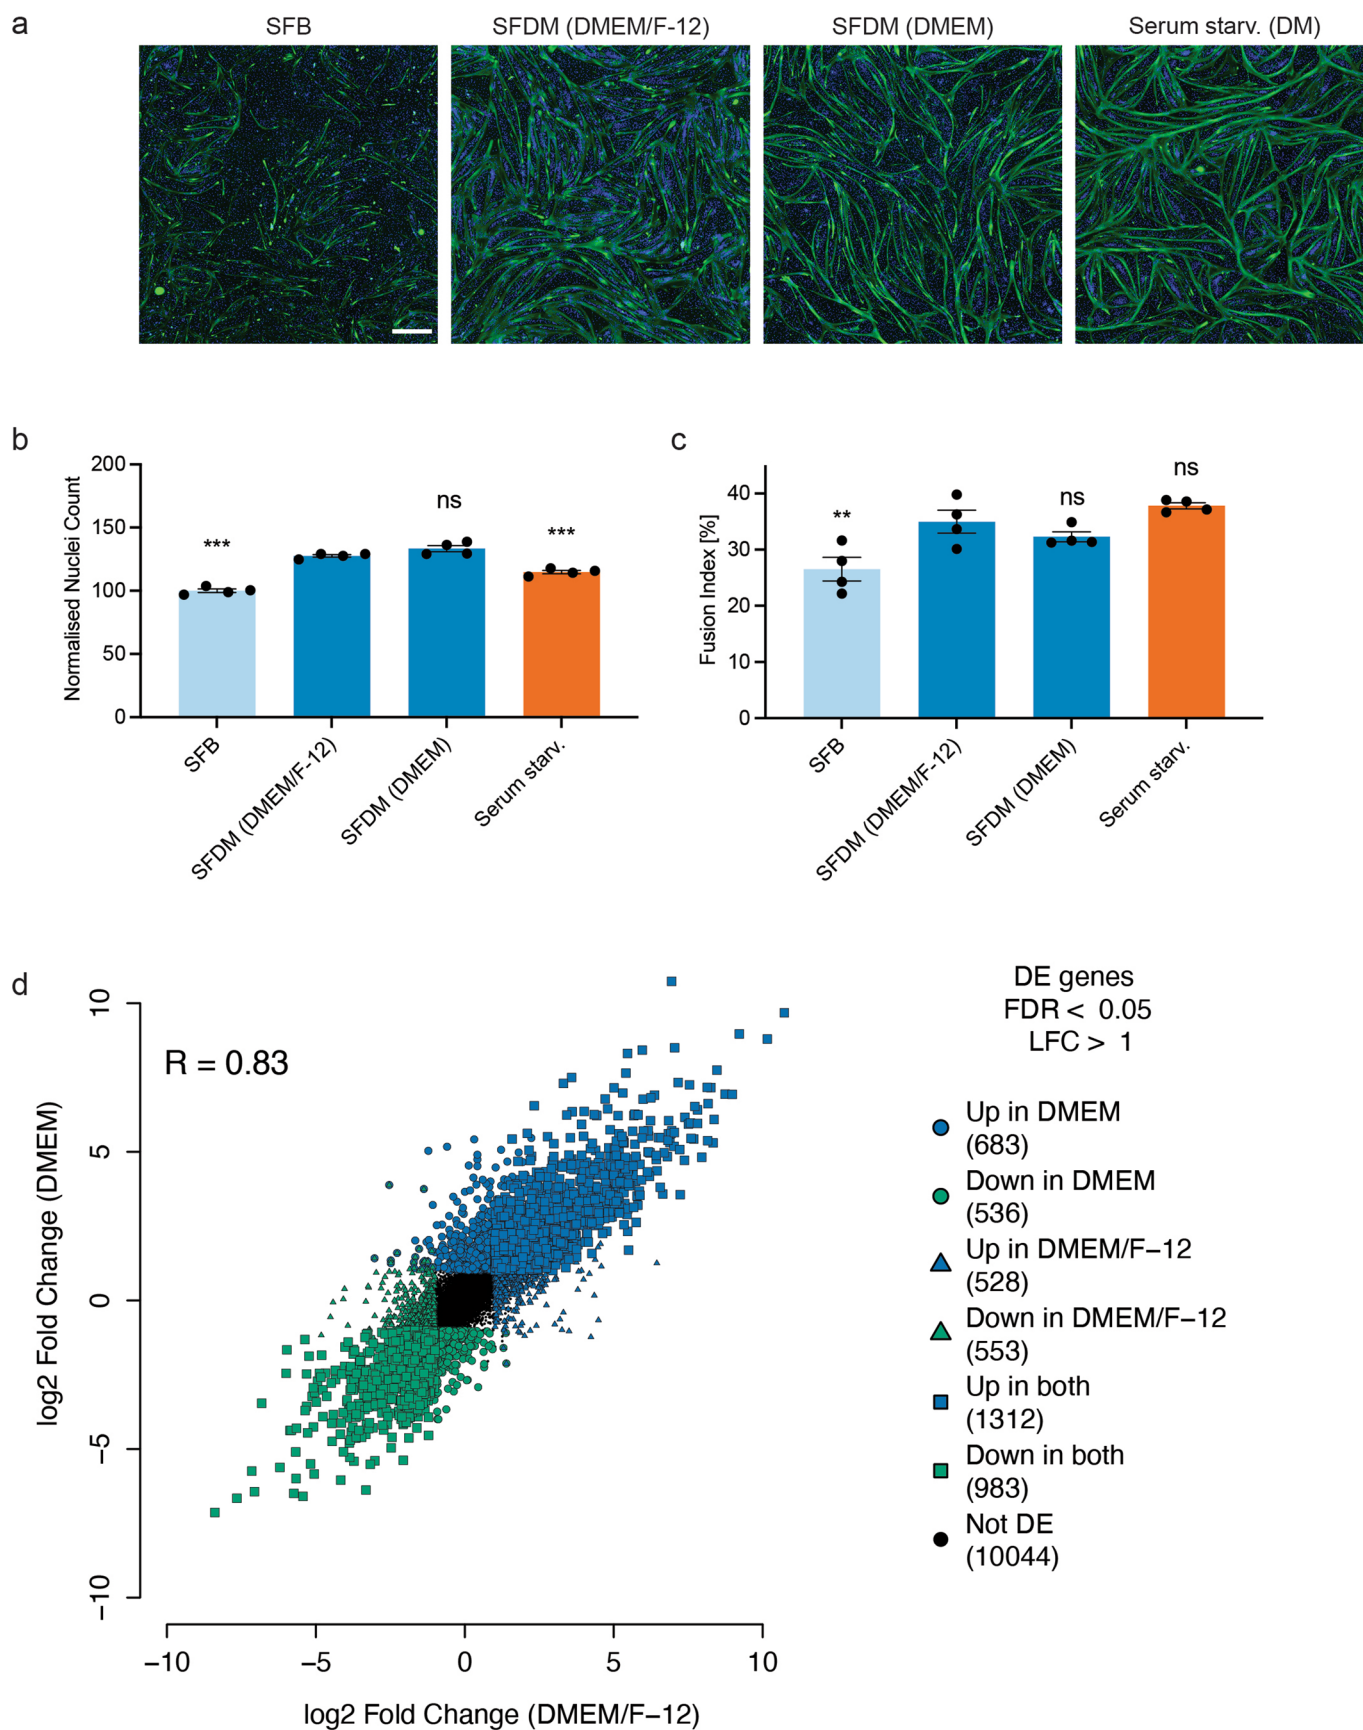 a
SFB
SFDM (DMEM/F-12)
SFDM (DMEM)
Serum starv. (DM)
b
Normalised Nuclei Count
200
150
100
50
0
***
ns
***
SFB
SFDM (DMEM/F-12)
SFDM (DMEM)
Serum starv.
c
Fusion Index [%]
40
30
20
10
0
**
ns
ns
SFB
SFDM (DMEM/F-12)
SFDM (DMEM)
Serum starv.
d
log2 Fold Change (DMEM)
10
5
0
−5
−10
R = 0.83
−10
−5
0
5
10
log2 Fold Change (DMEM/F−12)
DE genes
FDR < 0.05
LFC > 1
Up in DMEM
(683)
Down in DMEM
(536)
Up in DMEM/F−12
(528)
Down in DMEM/F−12
(553)
Up in both
(1312)
Down in both
(983)
Not DE
(10044)